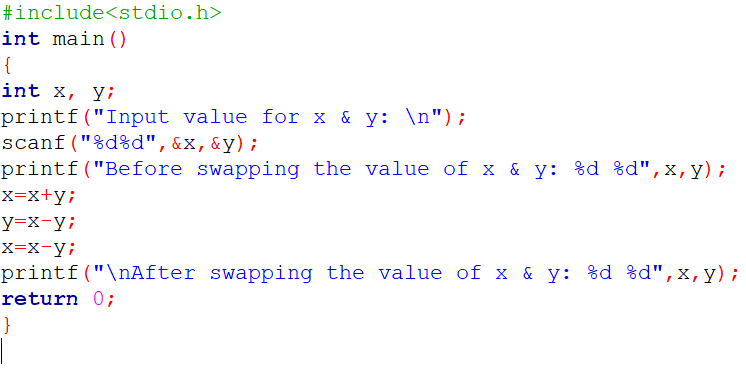 #include<stdio.h>
int main()
{
int x, y;
printf("Input value for x & y: \n");
scanf("%d%d",&x,&y);
printf("Before swapping the value of x & y: %d %d",x,y);
x=x+y;
y=x-y;
x=x-y;
printf("\nAfter swapping the value of x & y: %d %d",x,y);
return 0;
}